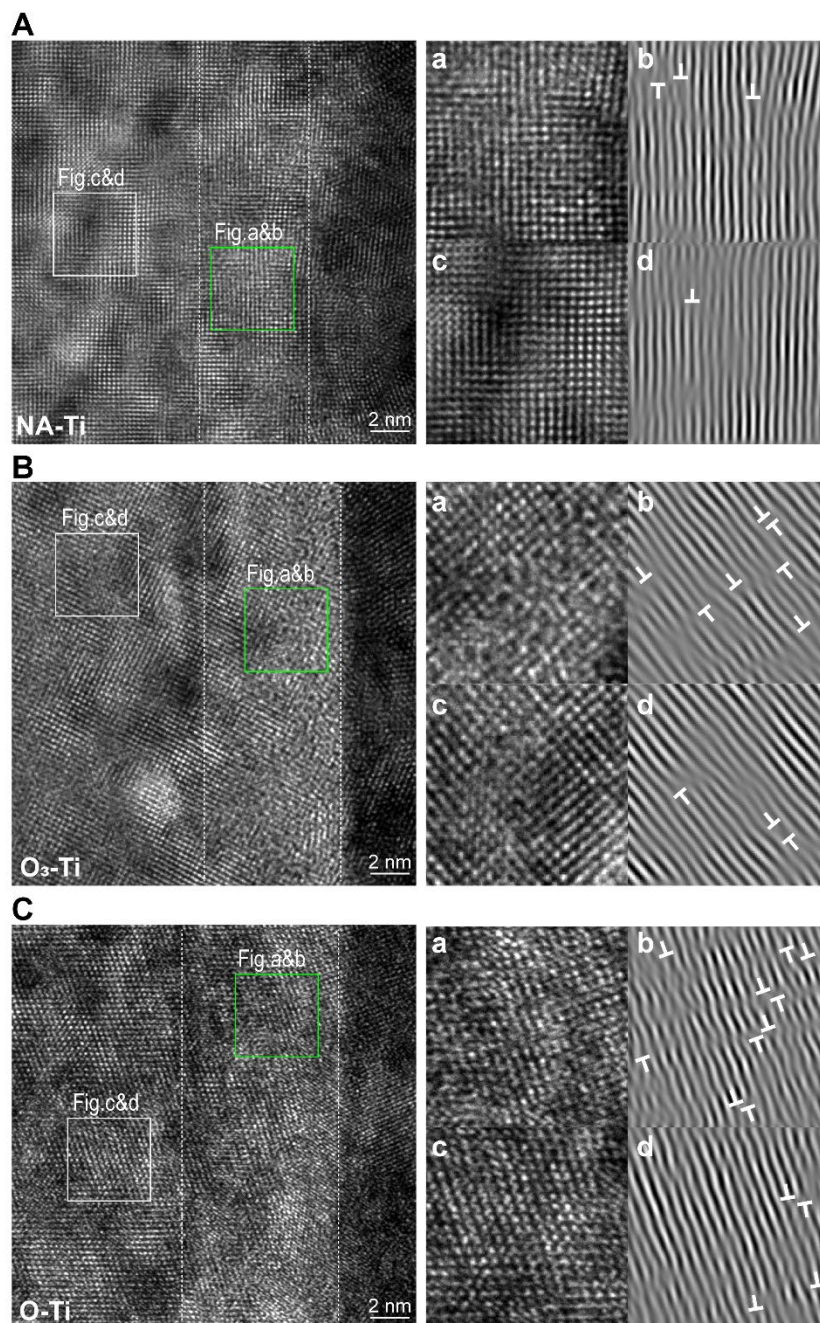 A
Fig.c&d
Fig.a&b
NA-Ti
2 nm
a
b
c
d
B
Fig.c&d
Fig,a&b
O₃-Ti
2 nm
a
b
c
d
C
Fig.a&b
Fig.c&d
O-Ti
2 nm
a
b
c
d